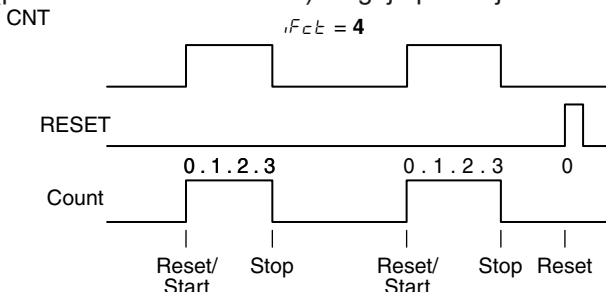 CNT
iFct = 4
RESET
0.1.2.3 0.1.2.3 0
Count
Reset/ Stop Reset/ Stop Reset
Start Start